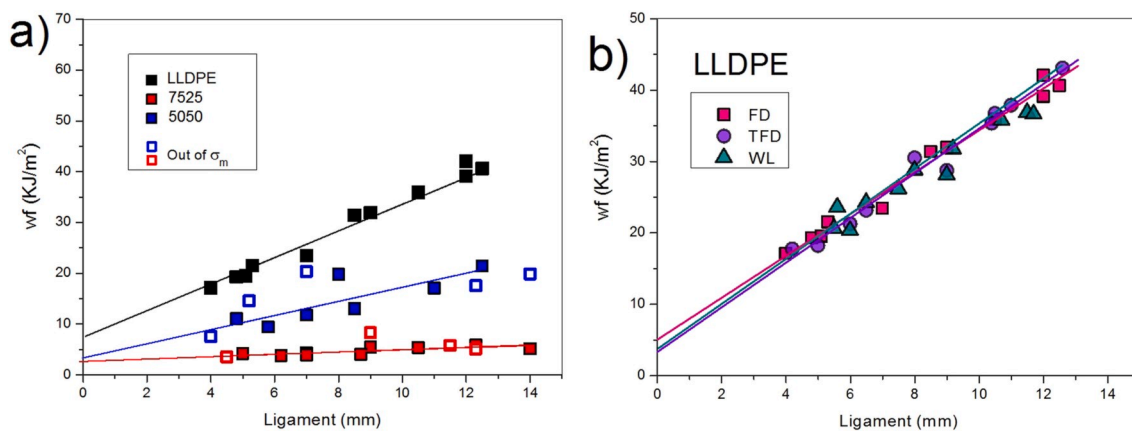 a)
70
60
50
40
30
20
10
0
wf (KJ/m²)
LLDPE
7525
5050
Out of σm
0 2 4 6 8 10 12 14
Ligament (mm)
b)
50
40
30
20
10
0
wf (KJ/m²)
LLDPE
FD
TFD
WL
0 2 4 6 8 10 12 14
Ligament (mm)